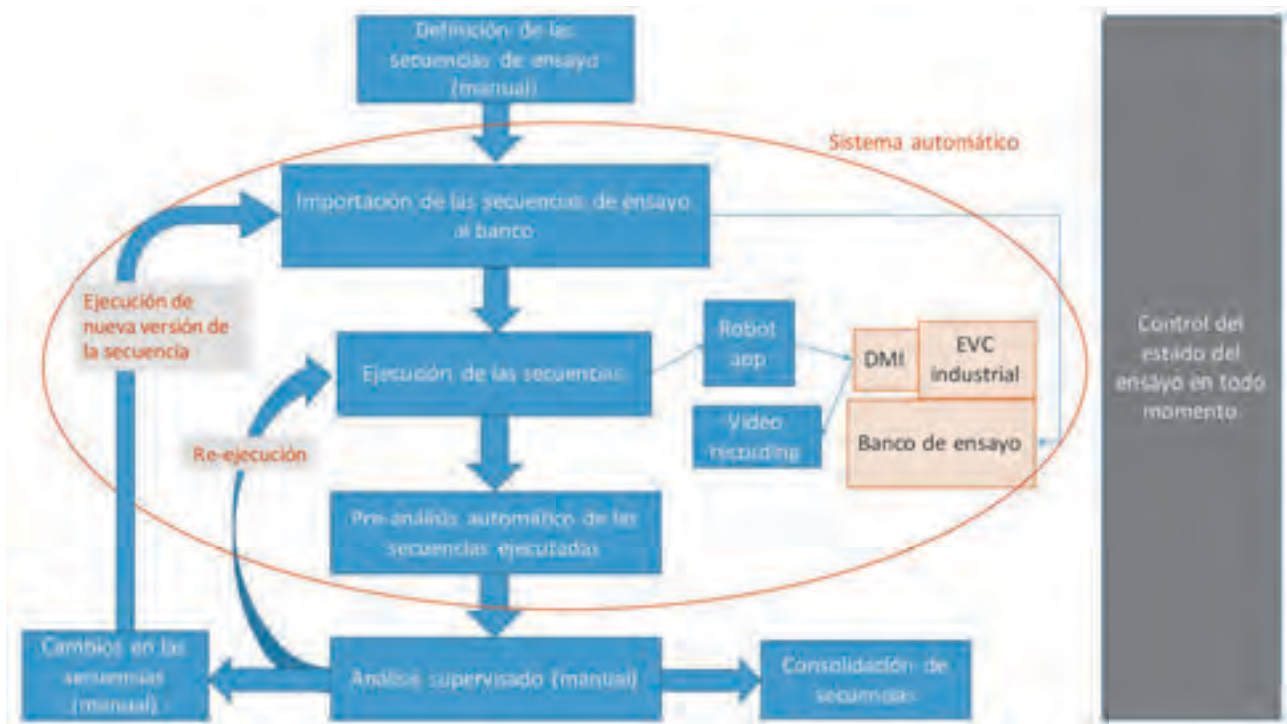 Definición de las
secuencias de ensayo
(manual)
Sistema automático
Importación de las secuencias de ensayo
al banco
Ejecución de
nueva versión de
la secuencia
Ejecución de las secuencias
Robot
app
DMI
EVC
industrial
Video
recording
Banco de ensayo
Control del
estado del
ensayo en todo
momento
Re-ejecución
Pre-análisis automático de las
secuencias ejecutadas
Cambios en las
secuencias
(manual)
Análisis supervisado (manual)
Consolidación de
secuencias